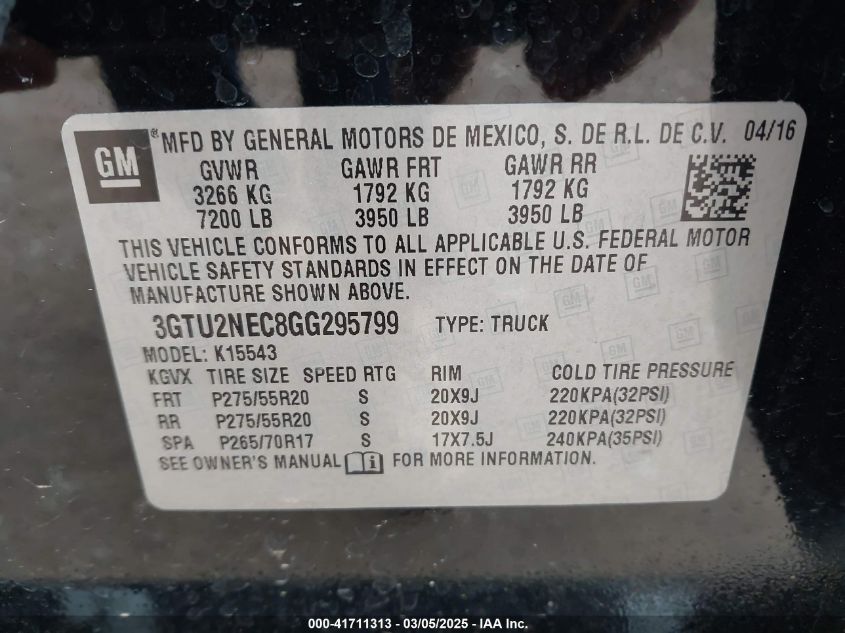 GM ® MFD BY GENERAL MOTORS DE MEXICO, S. DE R.L. DE C.V. 04/16
GVWR GAWR FRT GAWR RR
3266 KG 1792 KG 1792 KG
7200 LB 3950 LB 3950 LB
THIS VEHICLE CONFORMS TO ALL APPLICABLE U.S. FEDERAL MOTOR
VEHICLE SAFETY STANDARDS IN EFFECT ON THE DATE OF
MANUFACTURE SHOWN ABOVE.
3GTU2NEC8GG295799 TYPE: TRUCK
MODEL: K15543
KGVX TIRE SIZE SPEED RTG RIM COLD TIRE PRESSURE
FRT P275/55R20 S 20X9J 220KPA(32PSI)
RR P275/55R20 S 20X9J 220KPA(32PSI)
SPA P265/70R17 S 17X7.5J 240KPA(35PSI)
SEE OWNER'S MANUAL i FOR MORE INFORMATION.
000-41711313 - 03/05/2025 - IAA Inc.